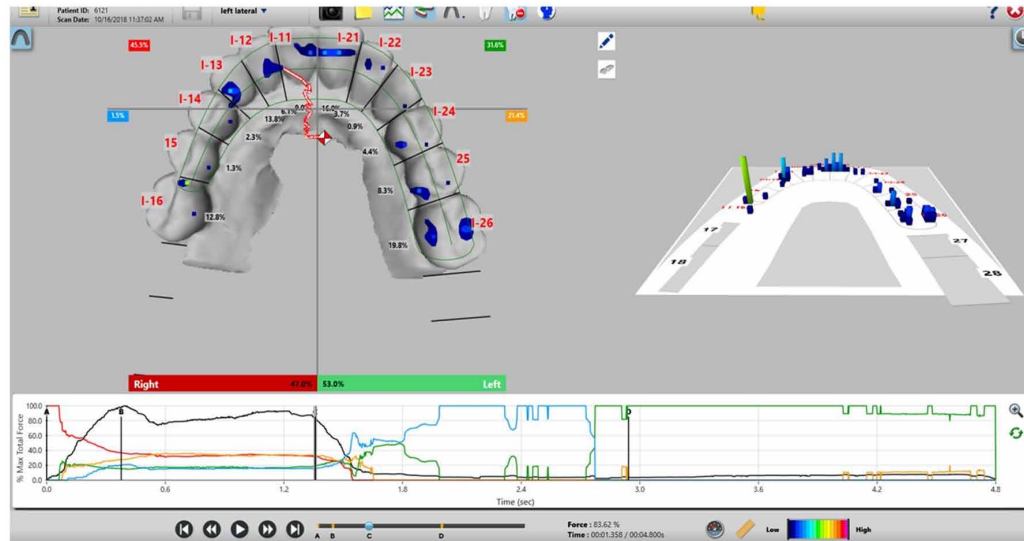 Patient ID: 6121
Scan Date: 10/16/2018 11:37:02 AM
left lateral
45.5%
31.6%
1.5%
21.4%
I-12
I-11
I-21
I-22
I-13
I-23
I-14
I-24
15
25
I-16
I-26
13.8%
6.1%
9.0%
16.0%
3.7%
0.9%
2.3%
4.4%
1.3%
8.3%
12.8%
19.8%
17
18
27
28
Right
47.0%
53.0%
Left
% Max Total Force
100.0
80.0
60.0
40.0
20.0
0.0
A
B
D
0.0
0.6
1.2
1.8
2.4
3.0
3.6
4.2
4.8
Time (sec)
A
B
C
D
Force : 83.62 %
Time : 00:01.358 / 00:04.800s
Low
High